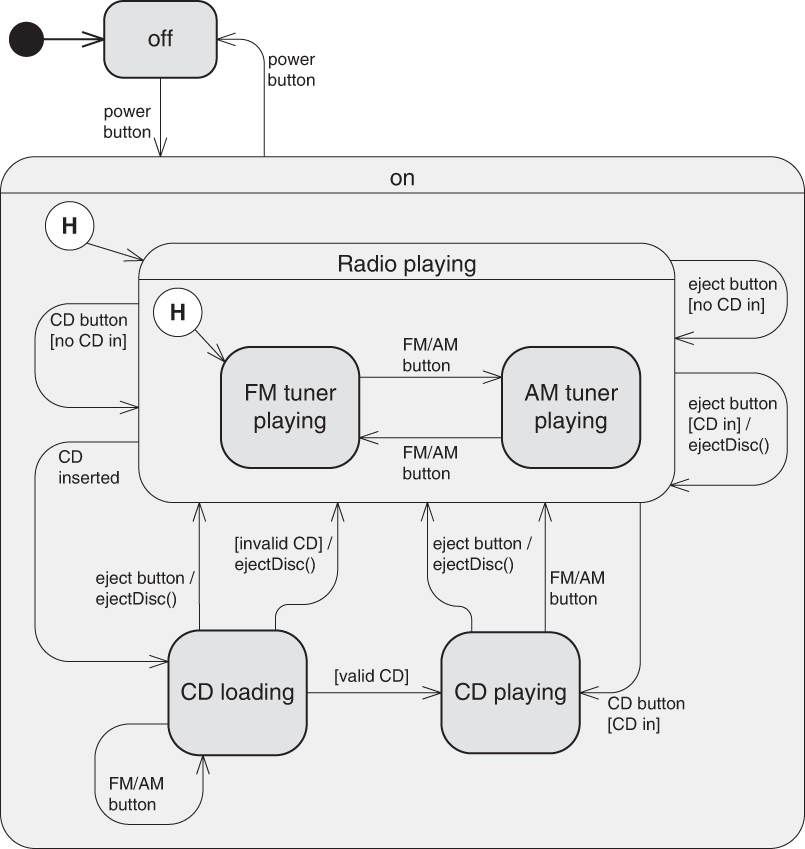 off
power
button
power
button
on
H
Radio playing
eject button
[no CD in]
CD button
[no CD in]
H
FM/AM
button
FM tuner
playing
AM tuner
playing
eject button
[CD in] /
ejectDisc()
FM/AM
button
CD
inserted
[invalid CD] /
ejectDisc()
eject button /
ejectDisc()
eject button /
ejectDisc()
FM/AM
button
CD loading
[valid CD]
CD playing
CD button
[CD in]
FM/AM
button